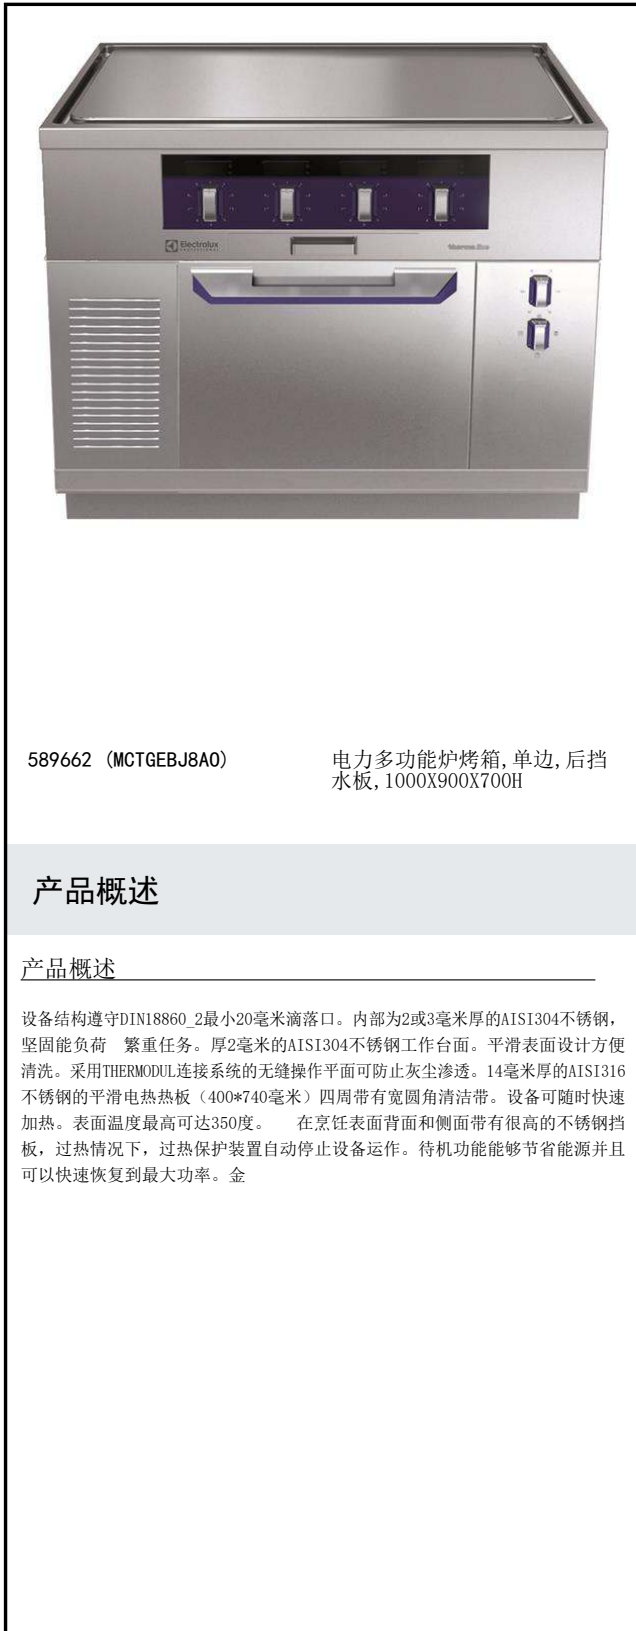 Electrolux
PROFESSIONAL
thermaline
589662 (MCTGEBJ8AO)
电力多功能炉烤箱,单边,后挡
水板,1000X900X700H
产品概述
产品概述
设备结构遵守DIN18860_2最小20毫米滴落口。内部为2或3毫米厚的AISI304不锈钢，
坚固能负荷 繁重任务。厚2毫米的AISI304不锈钢工作台面。平滑表面设计方便
清洗。采用THERMODUL连接系统的无缝操作平面可防止灰尘渗透。14毫米厚的AISI316
不锈钢的平滑电热热板（400*740毫米）四周带有宽圆角清洁带。设备可随时快速
加热。表面温度最高可达350度。 在烹饪表面背面和侧面带有很高的不锈钢挡
板，过热情况下，过热保护装置自动停止设备运作。待机功能能够节省能源并且
可以快速恢复到最大功率。金